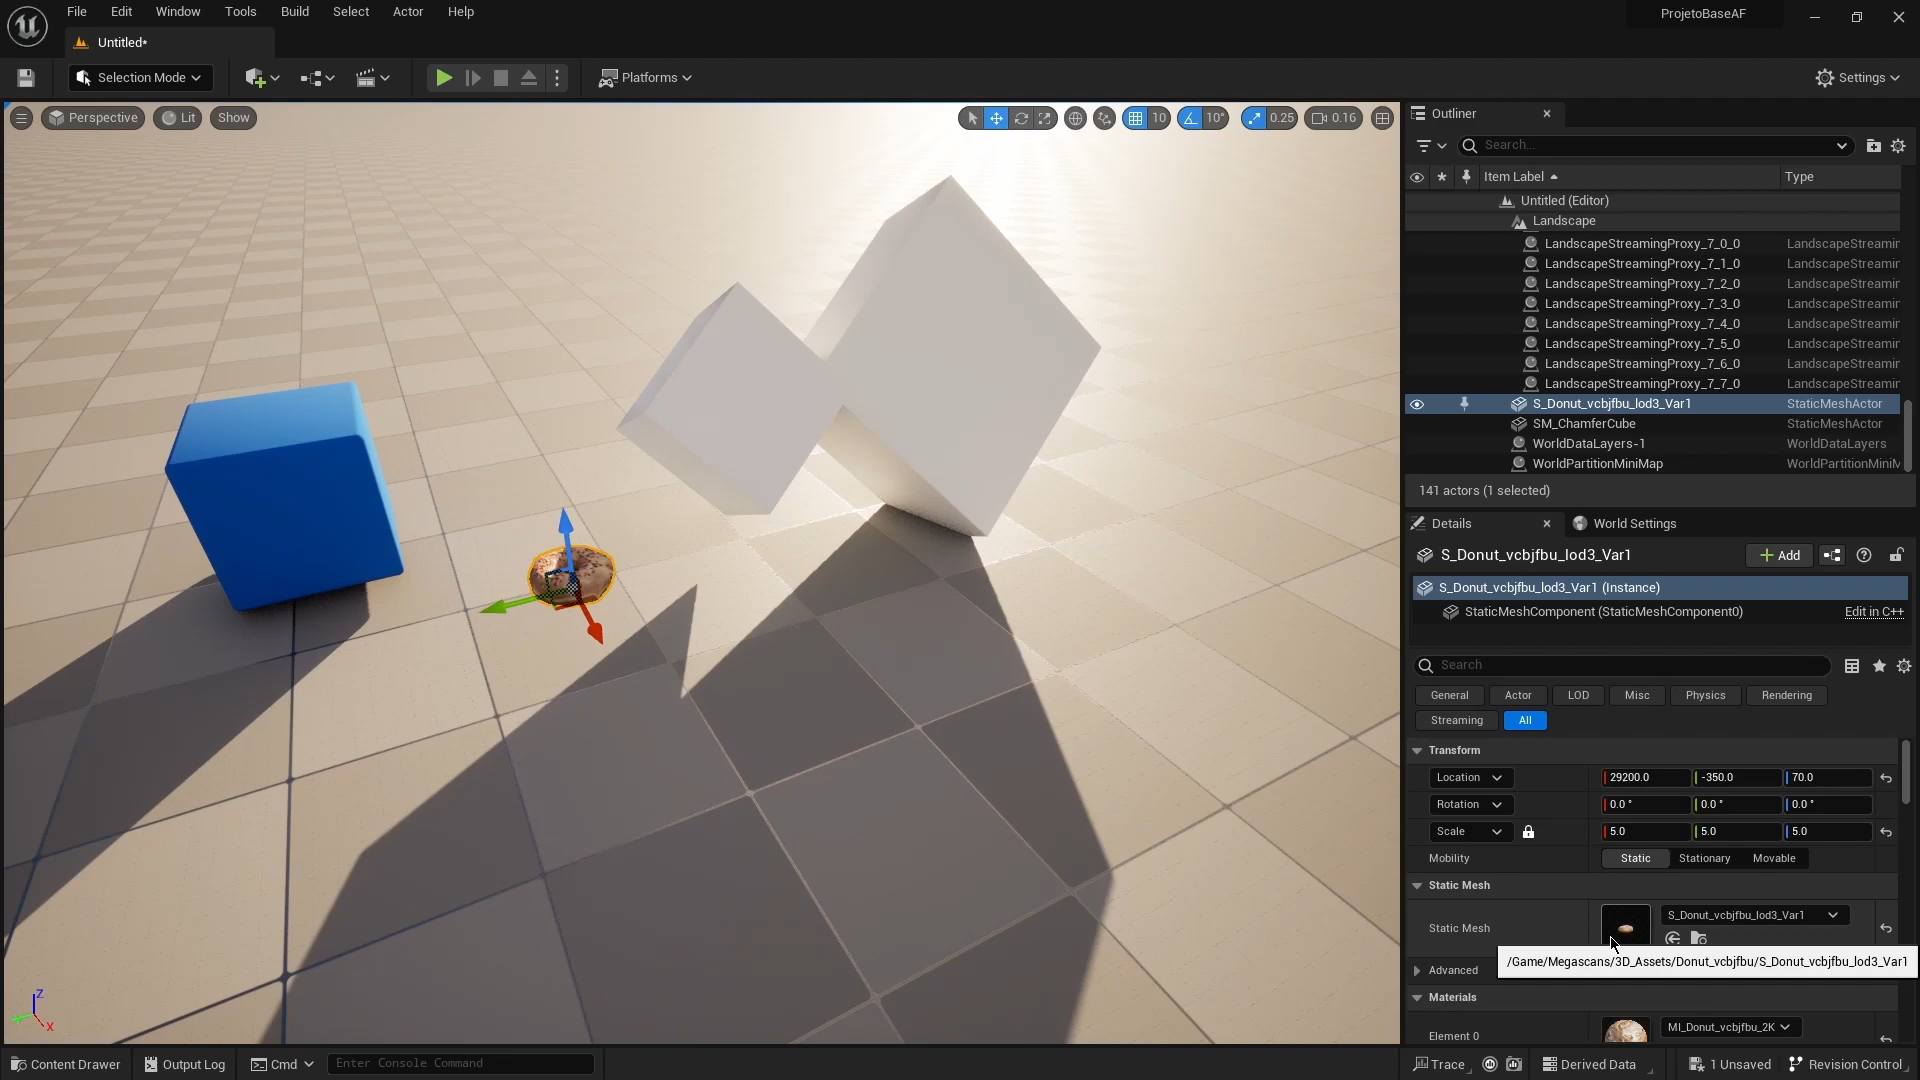 File Edit Window Tools Build Select Actor Help
ProjetoBaseAF
Untitled*
Selection Mode
Platforms
Settings
Perspective Lit Show
10 10° 0.25 0.16
Outliner
Search...
Item Label Type
Untitled (Editor)
Landscape
LandscapeStreamingProxy_7_0_0 LandscapeStreamin
LandscapeStreamingProxy_7_1_0 LandscapeStreamin
LandscapeStreamingProxy_7_2_0 LandscapeStreamin
LandscapeStreamingProxy_7_3_0 LandscapeStreamin
LandscapeStreamingProxy_7_4_0 LandscapeStreamin
LandscapeStreamingProxy_7_5_0 LandscapeStreamin
LandscapeStreamingProxy_7_6_0 LandscapeStreamin
LandscapeStreamingProxy_7_7_0 LandscapeStreamin
S_Donut_vcbjfbu_lod3_Var1 StaticMeshActor
SM_ChamferCube StaticMeshActor
WorldDataLayers-1 WorldDataLayers
WorldPartitionMiniMap WorldPartitionMiniM
141 actors (1 selected)
Details World Settings
S_Donut_vcbjfbu_lod3_Var1
Add
S_Donut_vcbjfbu_lod3_Var1 (Instance)
StaticMeshComponent (StaticMeshComponent0) Edit in C++
Search
General Actor LOD Misc Physics Rendering
Streaming All
Transform
Location 29200.0 -350.0 70.0
Rotation 0.0 ° 0.0 ° 0.0 °
Scale 5.0 5.0 5.0
Mobility Static Stationary Movable
Static Mesh
Static Mesh S_Donut_vcbjfbu_lod3_Var1
/Game/Megascans/3D_Assets/Donut_vcbjfbu/S_Donut_vcbjfbu_lod3_Var1
Advanced
Materials
Element 0 MI_Donut_vcbjfbu_2K
Z
X
Content Drawer Output Log Cmd Enter Console Command
Trace Derived Data 1 Unsaved Revision Control